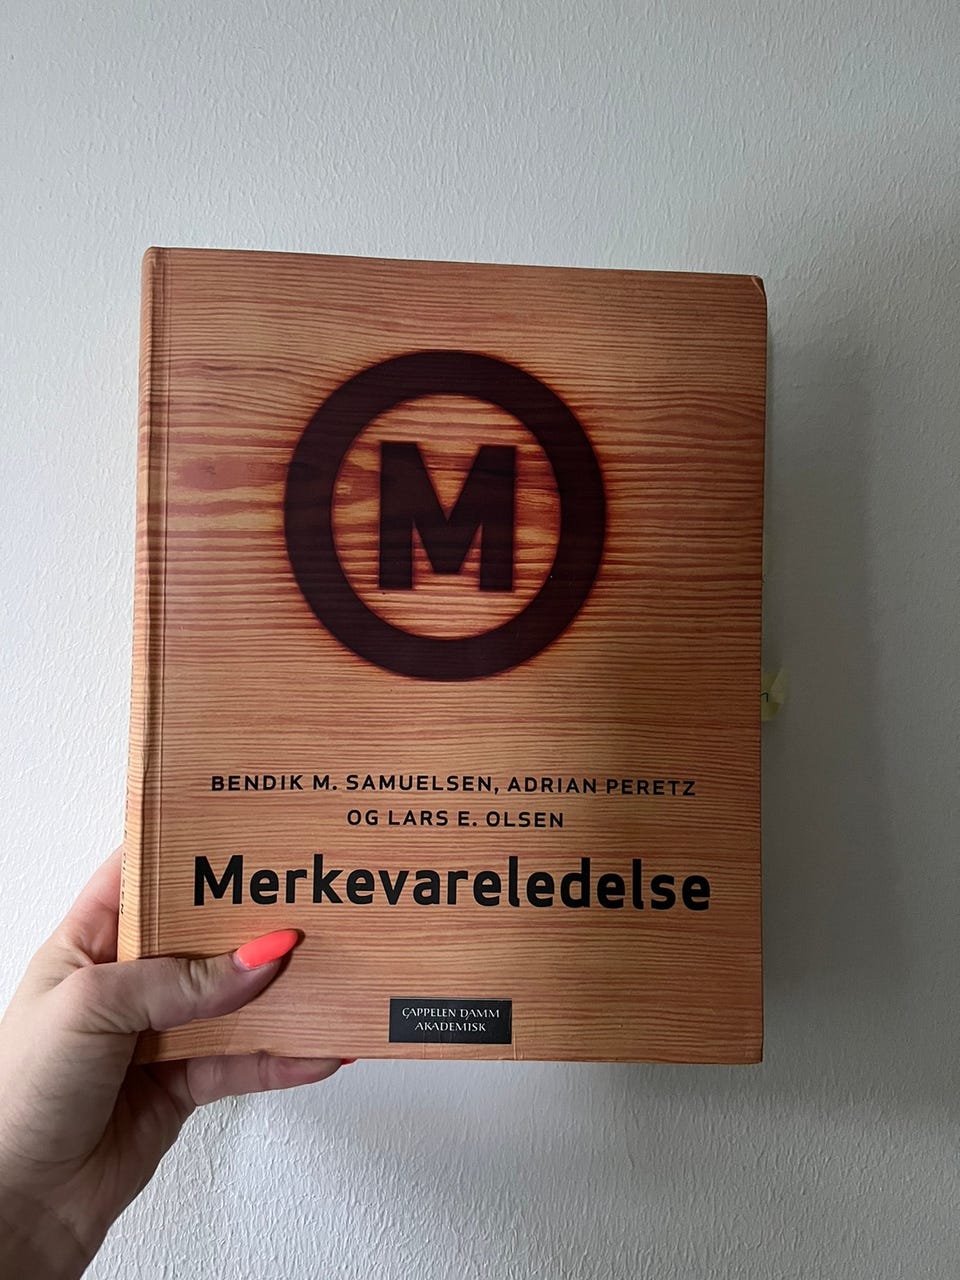 M
BENDIK M. SAMUELSEN, ADRIAN PERETZ
OG LARS E. OLSEN
Merkevareledelse
CAPPELEN DAMM
AKADEMISK